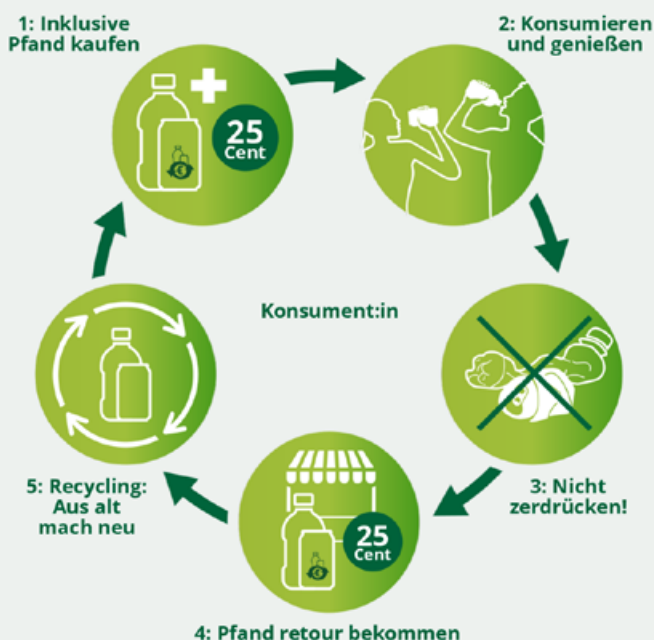 1: Inklusive
Pfand kaufen
25
Cent
2: Konsumieren
und genießen
Konsument:in
3: Nicht
zerdrücken!
25
Cent
4: Pfand retour bekommen
5: Recycling:
Aus alt
mach neu